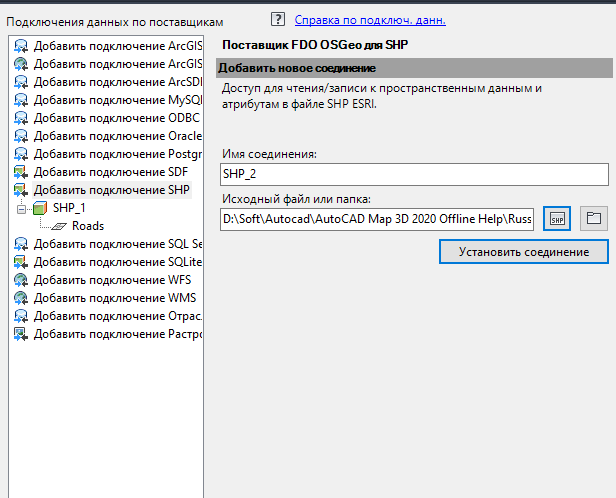 Подключения данных по поставщикам
? Справка по подключ. данн.
Добавить подключение ArcGIS
Добавить подключение ArcGIS
Добавить подключение ArcSDE
Добавить подключение MySQL
Добавить подключение ODBC
Добавить подключение Oracle
Добавить подключение Postgr
Добавить подключение SDF
Добавить подключение SHP
SHP_1
Roads
Добавить подключение SQL Se
Добавить подключение SQLite
Добавить подключение WFS
Добавить подключение WMS
Добавить подключение Отрас
Добавить подключение Растро
Поставщик FDO OSGeo для SHP
Добавить новое соединение
Доступ для чтения/записи к пространственным данным и
атрибутам в файле SHP ESRI.
Имя соединения:
SHP_2
Исходный файл или папка:
D:\Soft\Autocad\AutoCAD Map 3D 2020 Offline Help\Russ
SHP
Установить соединение